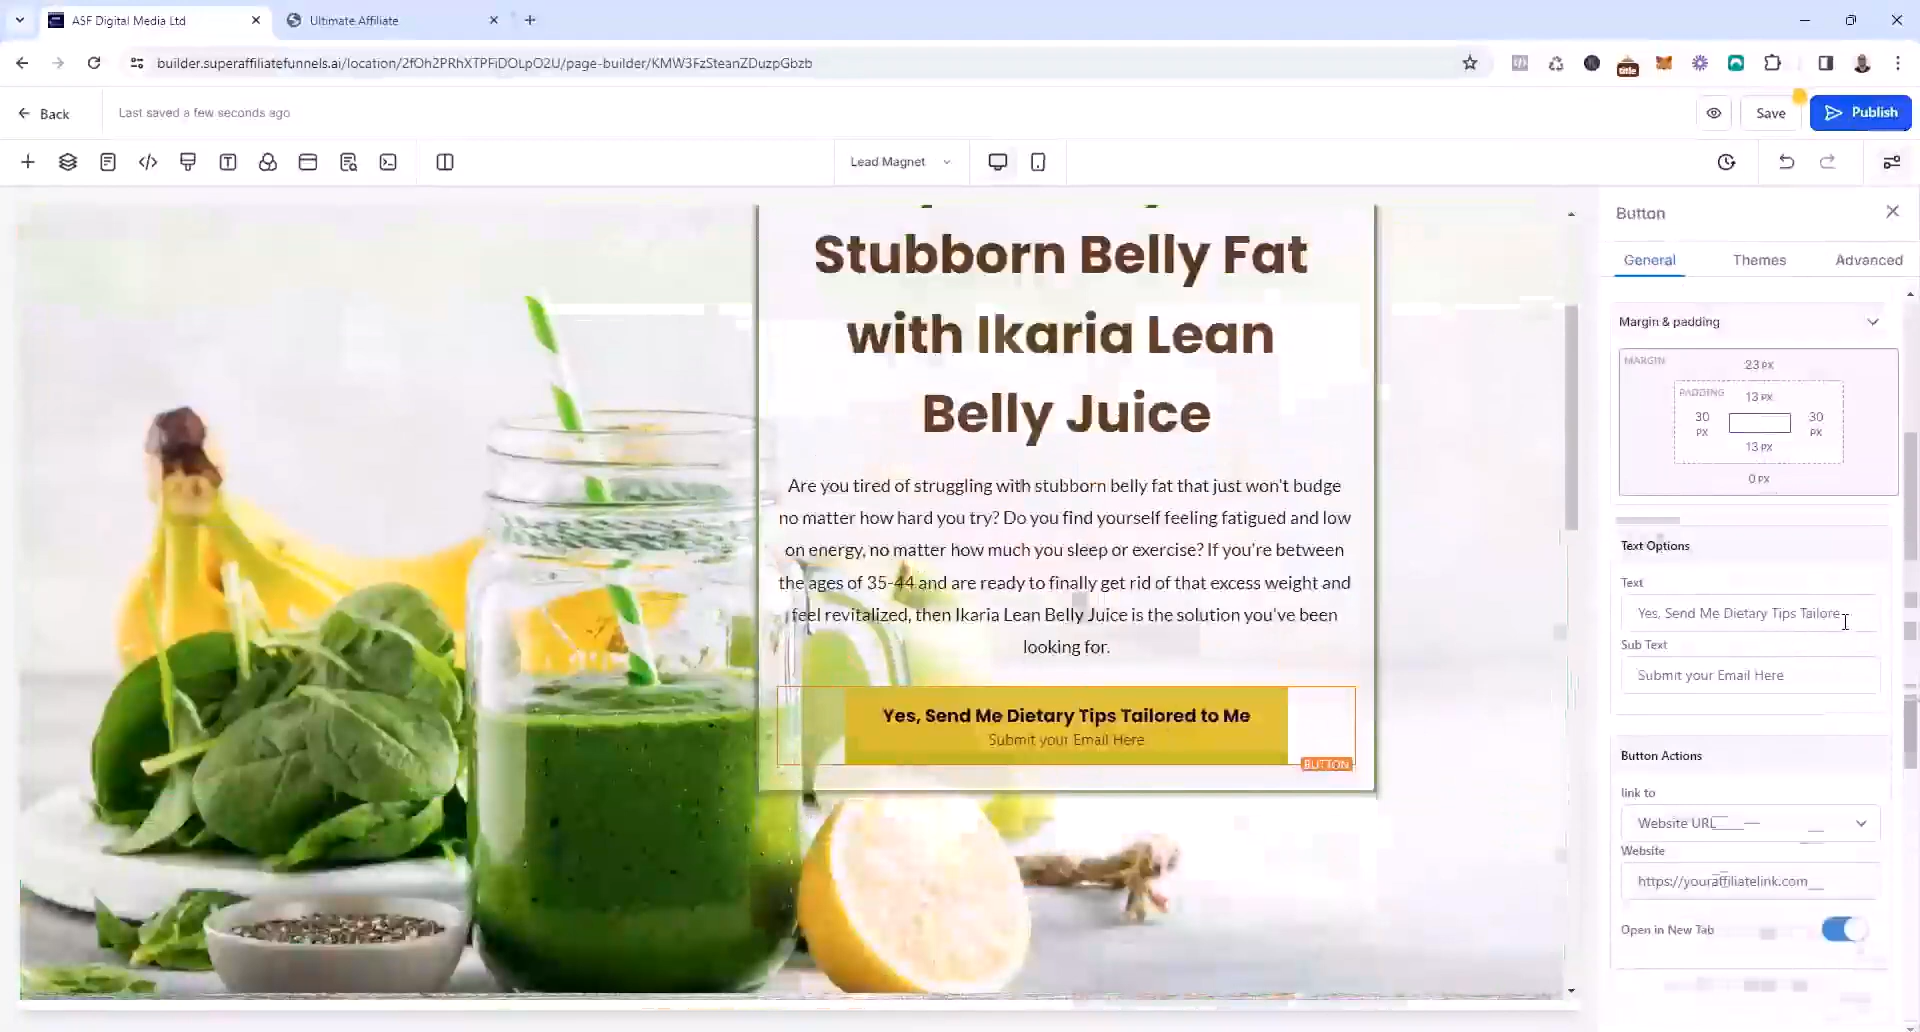 ASF Digital Media Ltd
Ultimate Affiliate
builder.superaffiliatefunnels.ai/location/2fOh2PRhXTPFiDOLpO2U/page-builder/KMW3FzSteanZDuzpGbzb
title
Back
Last saved a few seconds ago
Save
Publish
Lead Magnet
Stubborn Belly Fat
with Ikaria Lean
Belly Juice
Are you tired of struggling with stubborn belly fat that just won't budge
no matter how hard you try? Do you find yourself feeling fatigued and low
on energy, no matter how much you sleep or exercise? If you're between
the ages of 35-44 and are ready to finally get rid of that excess weight and
feel revitalized, then Ikaria Lean Belly Juice is the solution you've been
looking for.
Yes, Send Me Dietary Tips Tailored to Me
Submit your Email Here
BUTTON
Button
General
Themes
Advanced
Margin & padding
MARGIN
23 PX
PADDING
13 PX
30 PX
30 PX
13 PX
0 PX
Text Options
Text
Yes, Send Me Dietary Tips Tailore
Sub Text
Submit your Email Here
Button Actions
link to
Website URL
Website
https://youraffiliatelink.com
Open in New Tab